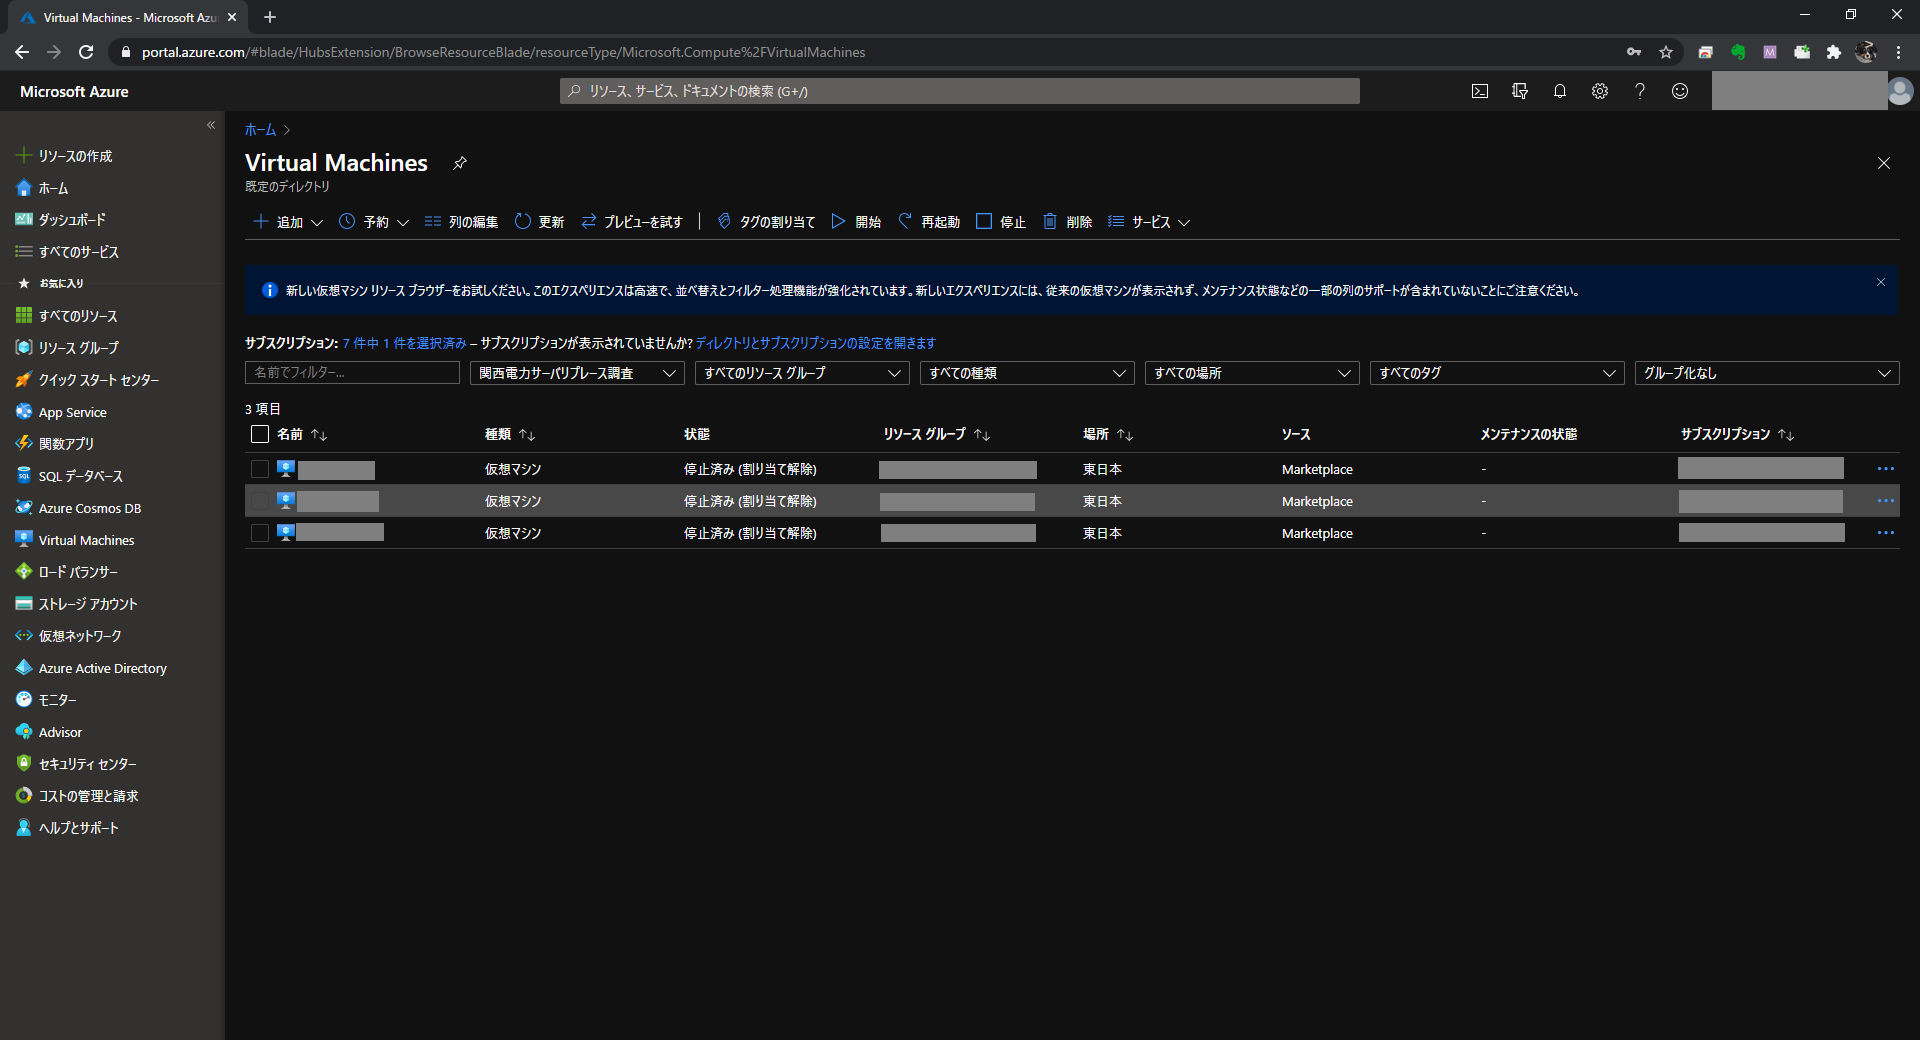 Virtual Machines - Microsoft Azu
portal.azure.com/#blade/HubsExtension/BrowseResourceBlade/resourceType/Microsoft.Compute%2FVirtualMachines
Microsoft Azure
リソース、サービス、ドキュメントの検索 (G+/)
リソースの作成
ホーム
ダッシュボード
すべてのサービス
お気に入り
すべてのリソース
リソース グループ
クイック スタート センター
App Service
関数アプリ
SQL データベース
Azure Cosmos DB
Virtual Machines
ロード バランサー
ストレージ アカウント
仮想ネットワーク
Azure Active Directory
モニター
Advisor
セキュリティ センター
コストの管理と請求
ヘルプとサポート
ホーム >
Virtual Machines
既定のディレクトリ
追加 予約 列の編集 更新 プレビューを試す タグの割り当て 開始 再起動 停止 削除 サービス
新しい仮想マシン リソース ブラウザーをお試しください。このエクスペリエンスは高速で、並べ替えとフィルター処理機能が強化されています。新しいエクスペリエンスには、従来の仮想マシンが表示されず、メンテナンス状態などの一部の列のサポートが含まれていないことにご注意ください。
サブスクリプション: 7 件中 1 件を選択済み – サブスクリプションが表示されていませんか? ディレクトリとサブスクリプションの設定を開きます
名前でフィルター... 関西電力サーバリプレース調査 すべてのリソース グループ すべての種類 すべての場所 すべてのタグ グループ化なし
3 項目
名前 ↑↓ 種類 ↑↓ 状態 リソース グループ ↑↓ 場所 ↑↓ ソース メンテナンスの状態 サブスクリプション ↑↓
仮想マシン 停止済み (割り当て解除) 東日本 Marketplace - ...
仮想マシン 停止済み (割り当て解除) 東日本 Marketplace - ...
仮想マシン 停止済み (割り当て解除) 東日本 Marketplace - ...